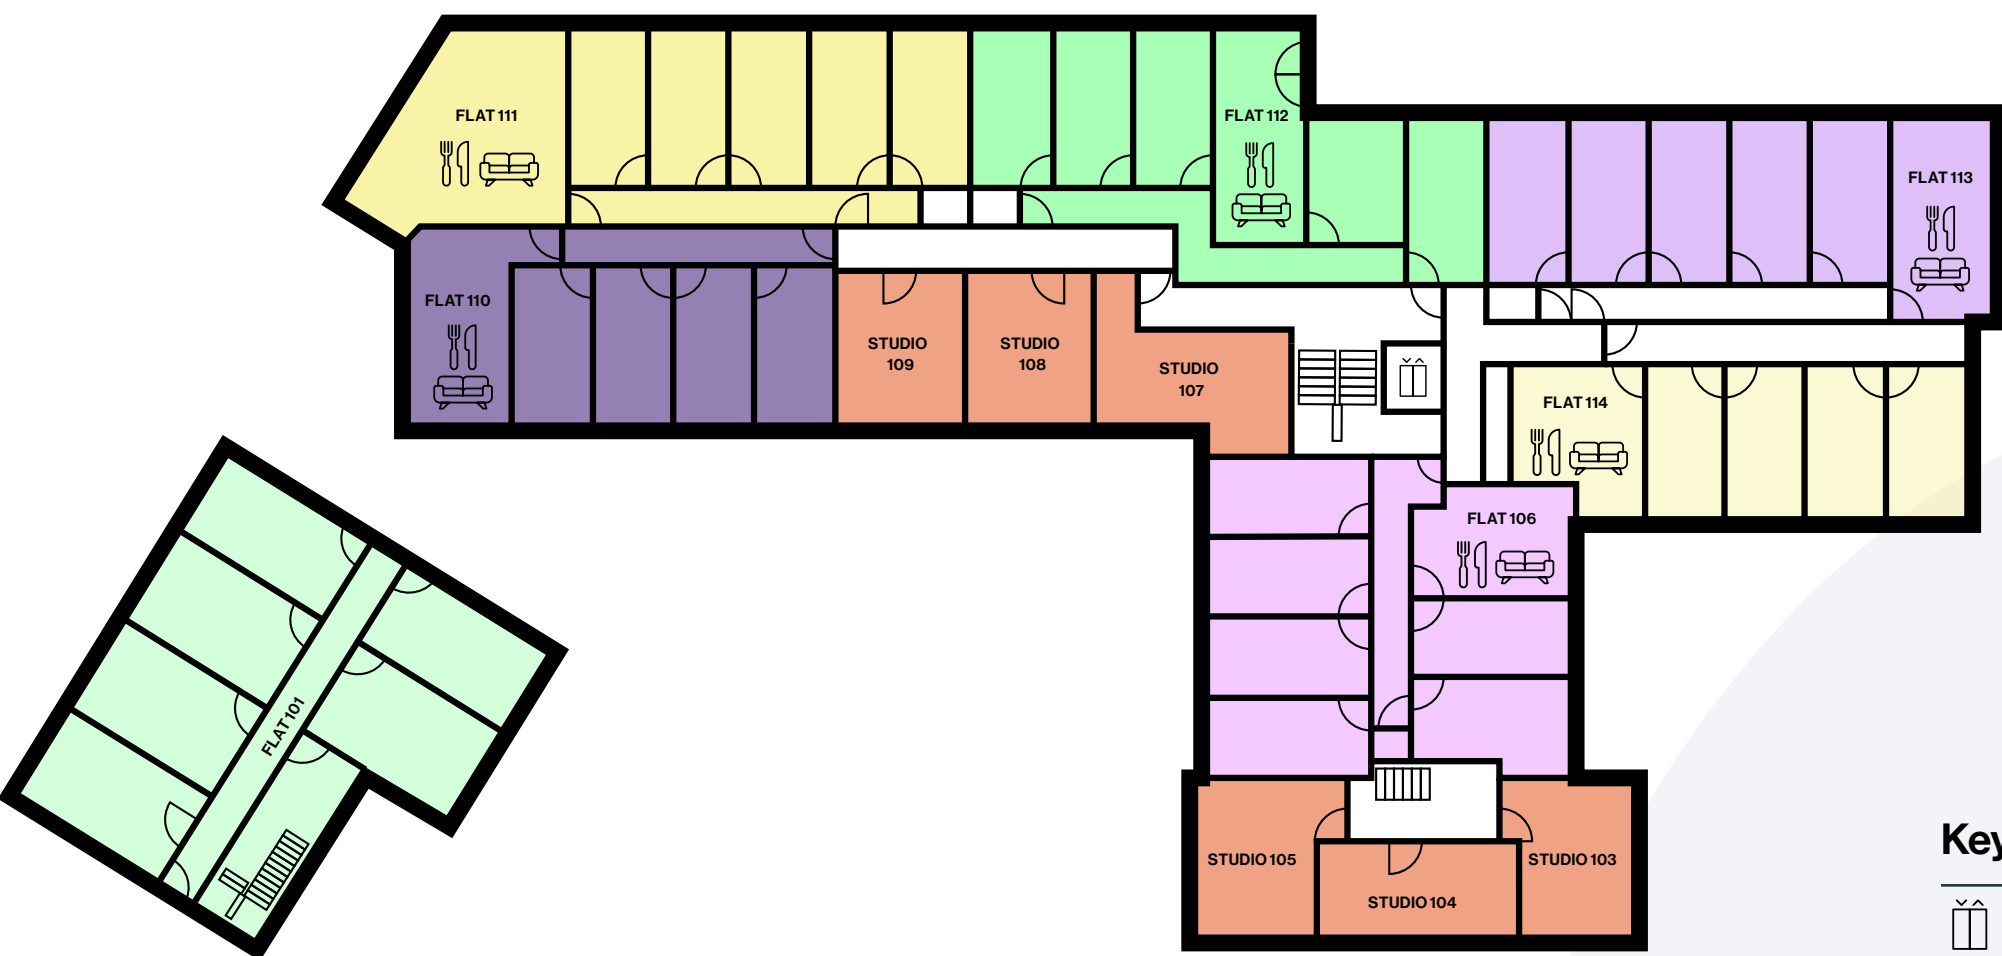 FLAT 111
FLAT 112
FLAT 113
FLAT 110
STUDIO
109
STUDIO
108
STUDIO
107
FLAT 114
FLAT 106
FLAT 101
STUDIO 105
STUDIO 104
STUDIO 103
Key